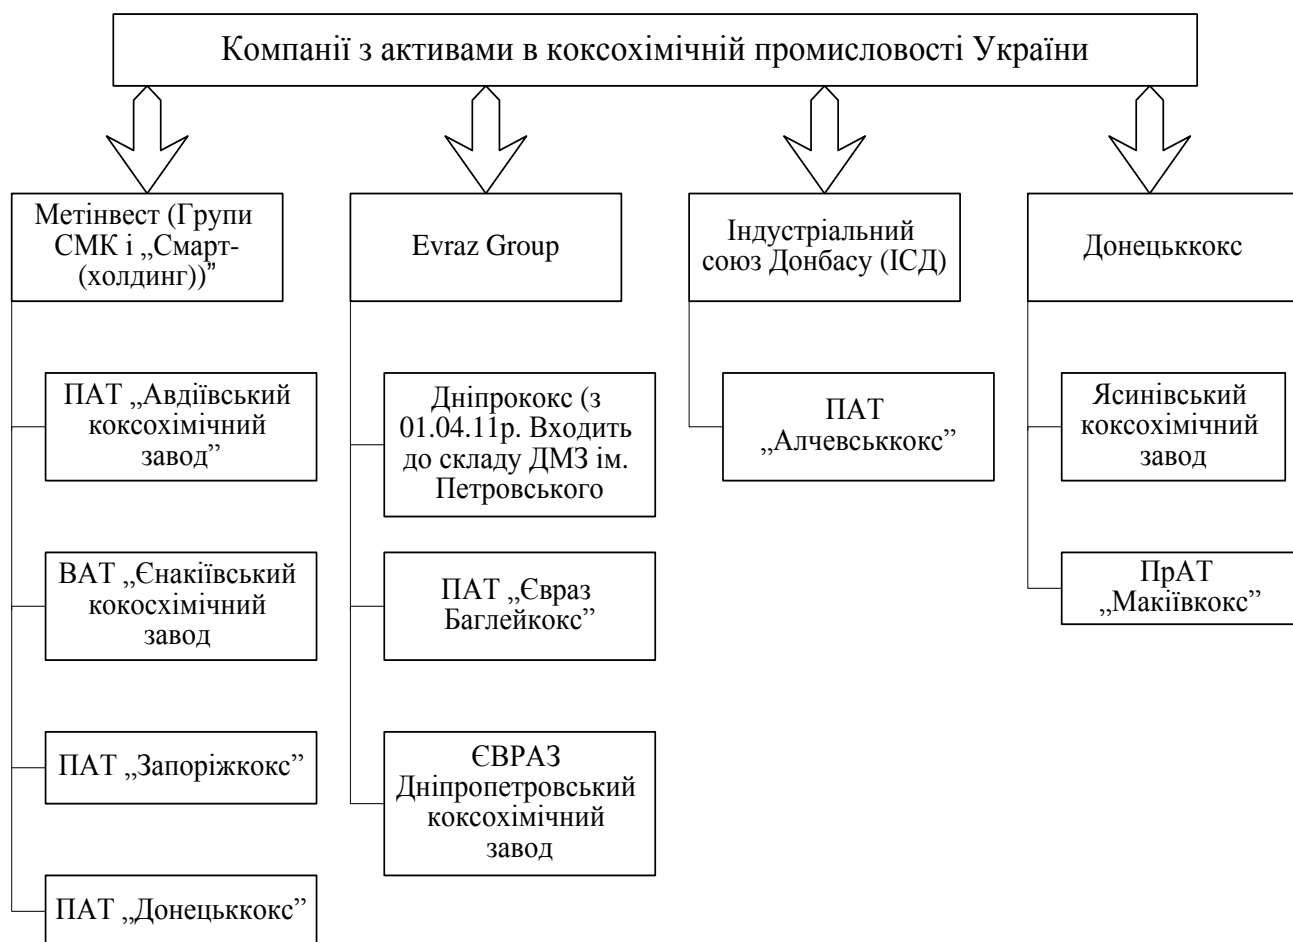 Компанії з активами в коксохімічній промисловості України
Метінвест (Групи
СМК і „Смарт-
(холдинг))”
ПАТ „Авдіївський
коксохімічний
завод”
ВАТ „Єнакіївський
кокосхімічний
завод
ПАТ „Запоріжкокс”
ПАТ „Донецьккокс”
Evraz Group
Дніпрококс (з
01.04.11р. Входить
до складу ДМЗ ім.
Петровського
ПАТ „Євраз
Баглейкокс”
ЄВРАЗ
Дніпропетровський
коксохімічний
завод
Індустріальний
союз Донбасу (ІСД)
ПАТ
„Алчевськкокс”
Донецьккокс
Ясинівський
коксохімічний
завод
ПрАТ
„Макіївкокс”